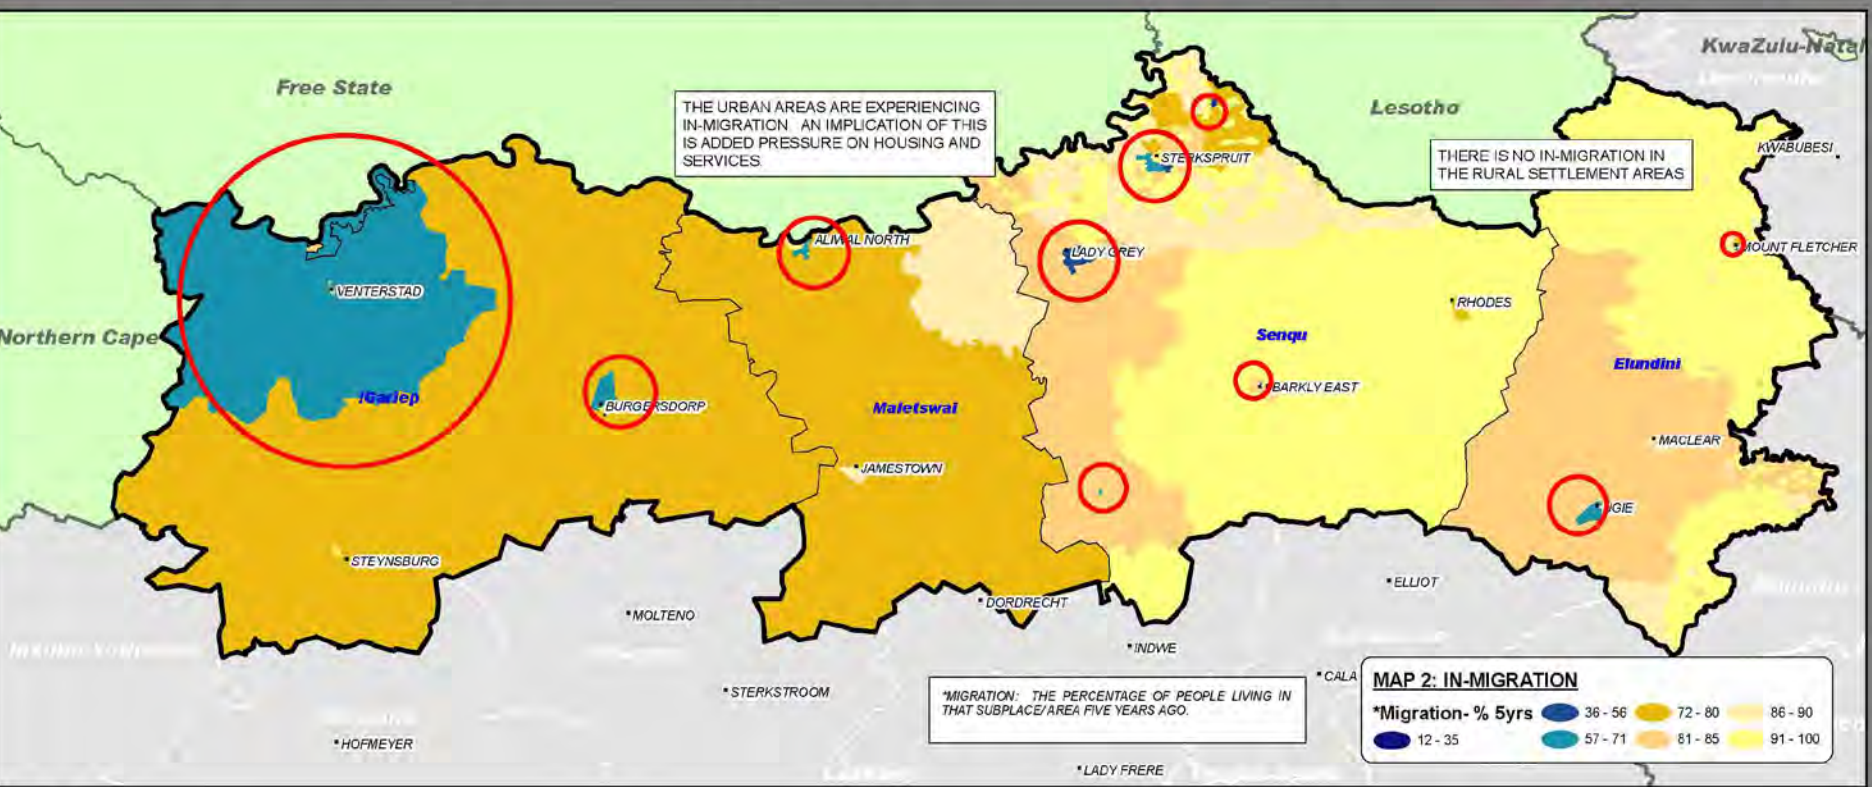 KwaZulu-Natal
Free State
THE URBAN AREAS ARE EXPERIENCING
IN-MIGRATION. AN IMPLICATION OF THIS
IS ADDED PRESSURE ON HOUSING AND
SERVICES
Lesotho
THERE IS NO IN-MIGRATION IN
THE RURAL SETTLEMENT AREAS
KWABUBESI
STERKSPRUIT
ALIWAL NORTH
LADY GREY
MOUNT FLETCHER
VENTERSTAD
RHODES
Northern Cape
Senqu
Elundini
BARKLY EAST
!Gariep
BURGERSDORP
Maletswai
MACLEAR
JAMESTOWN
GIE
STEYNSBURG
ELLIOT
DORDRECHT
MOLTENO
INDWE
CALA
STERKSTROOM
*MIGRATION: THE PERCENTAGE OF PEOPLE LIVING IN
THAT SUBPLACE/AREA FIVE YEARS AGO.
HOFMEYER
LADY FRERE
MAP 2: IN-MIGRATION
*Migration- % 5yrs
12 - 35
36 - 56
57 - 71
72 - 80
81 - 85
86 - 90
91 - 100